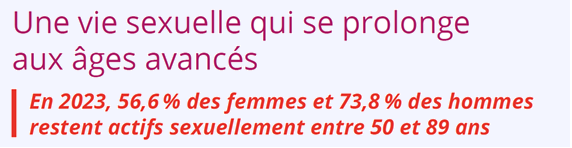 Une vie sexuelle qui se prolonge
aux âges avancés
En 2023, 56,6 % des femmes et 73,8 % des hommes
restent actifs sexuellement entre 50 et 89 ans